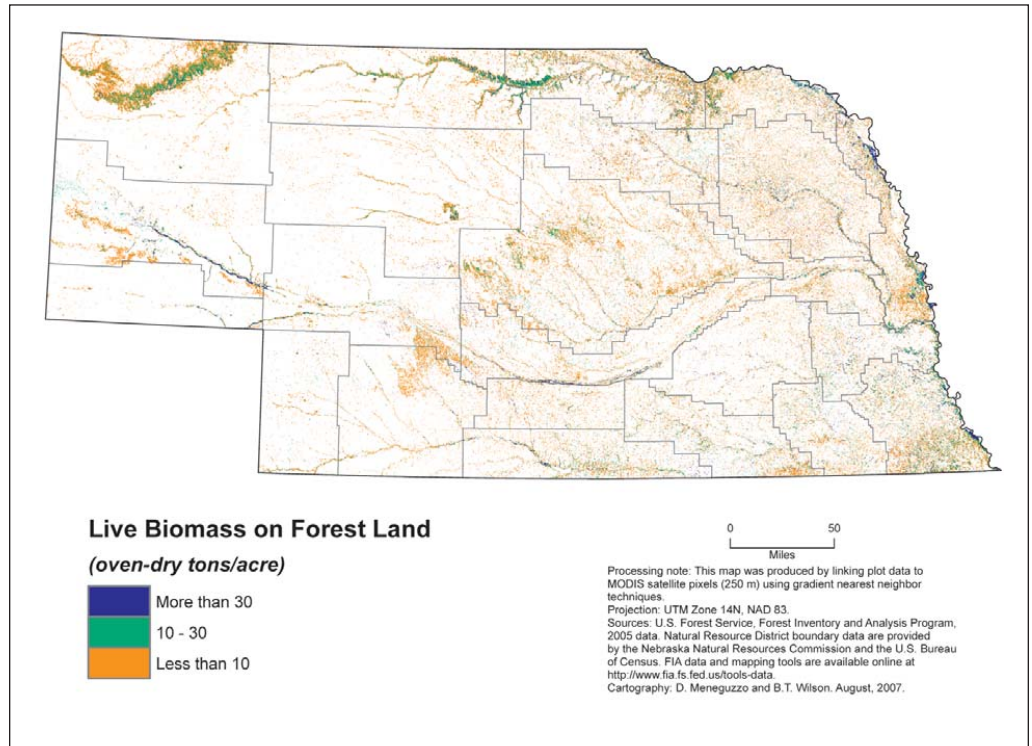 Live Biomass on Forest Land
(oven-dry tons/acre)
More than 30
10 - 30
Less than 10
0 50
Miles
Processing note: This map was produced by linking plot data to
MODIS satellite pixels (250 m) using gradient nearest neighbor
techniques.
Projection: UTM Zone 14N, NAD 83.
Sources: U.S. Forest Service, Forest Inventory and Analysis Program,
2005 data. Natural Resource District boundary data are provided
by the Nebraska Natural Resources Commission and the U.S. Bureau
of Census. FIA data and mapping tools are available online at
http://www.fia.fs.fed.us/tools-data.
Cartography: D. Meneguzzo and B.T. Wilson. August, 2007.